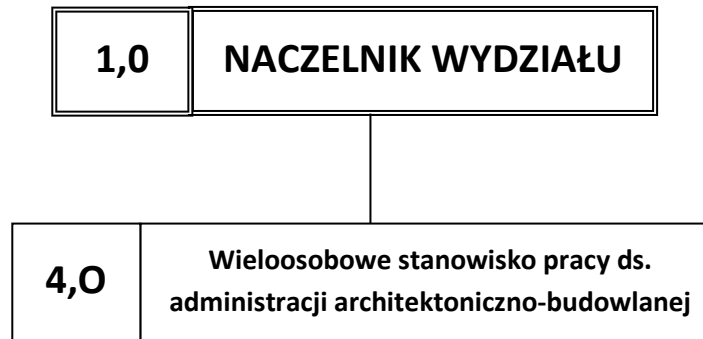 1,0 NACZELNIK WYDZIAŁU
4,O
Wieloosobowe stanowisko pracy ds.
administracji architektoniczno-budowlanej